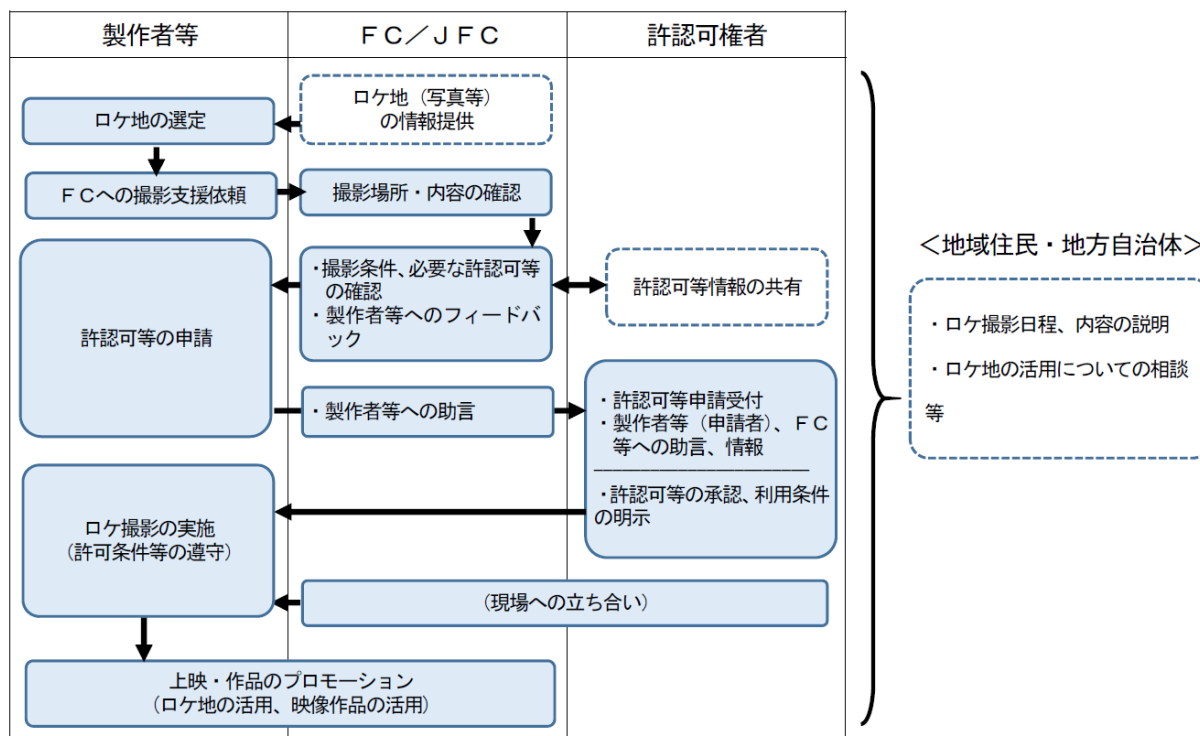 製作者等
ＦＣ／ＪＦＣ
許認可権者
ロケ地（写真等）
の情報提供
ロケ地の選定
ＦＣへの撮影支援依頼
撮影場所・内容の確認
・撮影条件、必要な許認可等
の確認
・製作者等へのフィードバ
ック
許認可等情報の共有
許認可等の申請
・製作者等への助言
・許認可等申請受付
・製作者等（申請者）、ＦＣ
等への助言、情報
・許認可等の承認、利用条件
の明示
ロケ撮影の実施
(許可条件等の遵守)
(現場への立ち合い)
上映・作品のプロモーション
(ロケ地の活用、映像作品の活用)
＜地域住民・地方自治体＞
・ロケ撮影日程、内容の説明
・ロケ地の活用についての相談
等